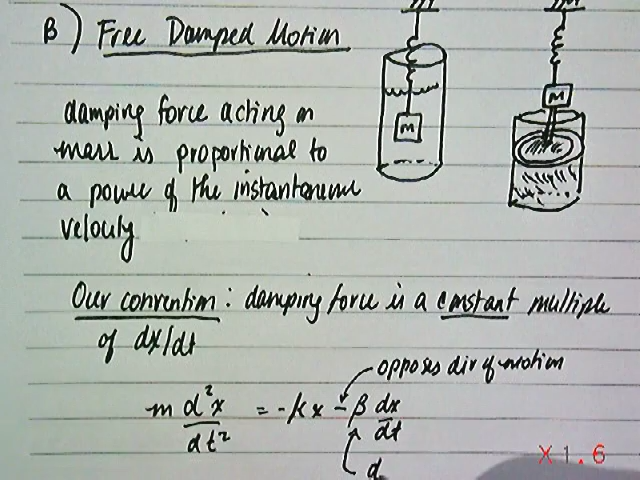 B) Free Damped Motion
M
M
damping force acting on
mass is proportional to
a power of the instantaneous
velocity
Our convention: damping force is a constant multiple
of dx/dt
opposes dir of motion
m d²x/dt² = -kx - β dx/dt
d
X1.6